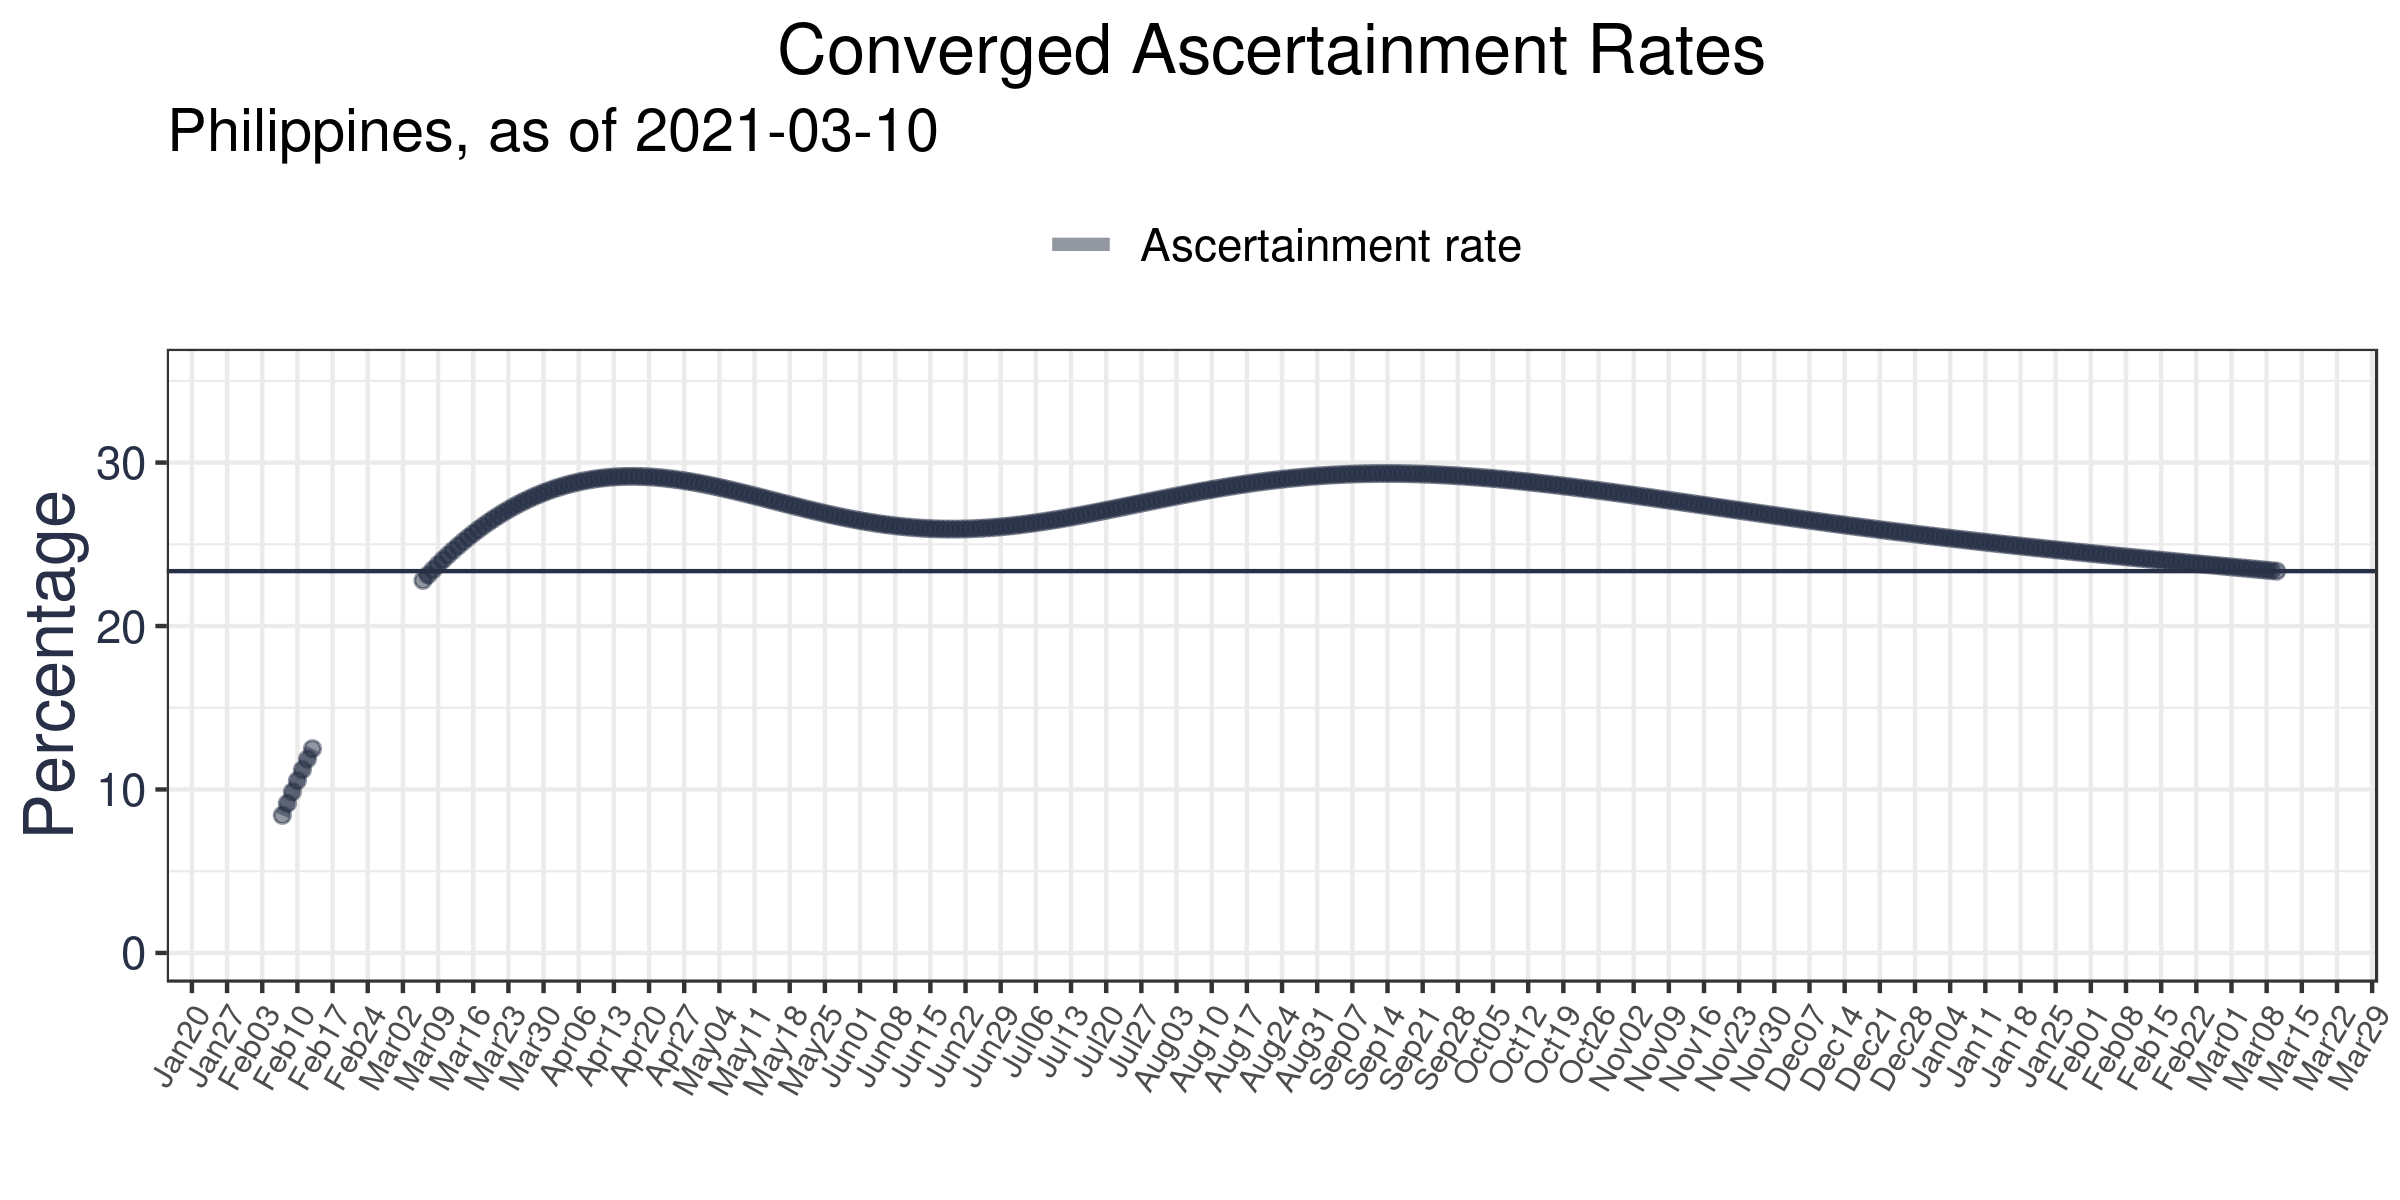 Converged Ascertainment Rates
Philippines, as of 2021-03-10
Ascertainment rate
Percentage
30
20
10
0
Jan20
Jan27
Feb03
Feb10
Feb17
Feb24
Mar02
Mar09
Mar16
Mar23
Mar30
Apr06
Apr13
Apr20
Apr27
May04
May11
May18
May25
Jun01
Jun08
Jun15
Jun22
Jun29
Jul06
Jul13
Jul20
Jul27
Aug03
Aug10
Aug17
Aug24
Aug31
Sep07
Sep14
Sep21
Sep28
Oct05
Oct12
Oct19
Oct26
Nov02
Nov09
Nov16
Nov23
Nov30
Dec07
Dec14
Dec21
Dec28
Jan04
Jan11
Jan18
Jan25
Feb01
Feb08
Feb15
Feb22
Mar01
Mar08
Mar15
Mar22
Mar29